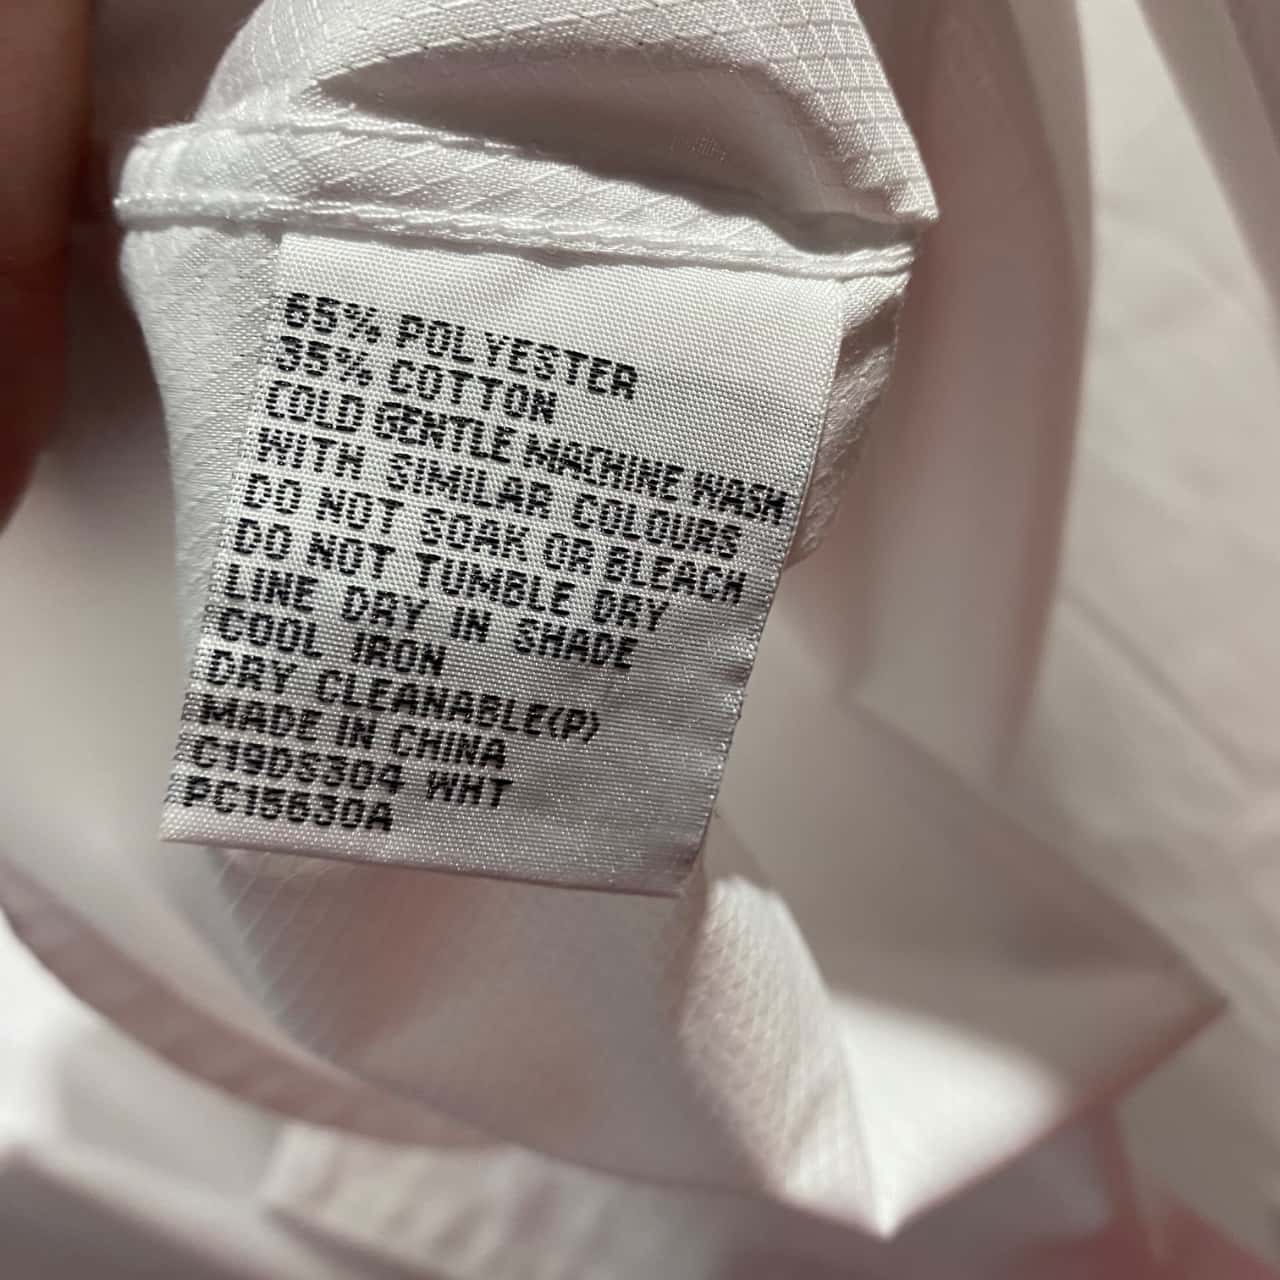 65% POLYESTER
35% COTTON
COLD GENTLE MACHINE WASH
WITH SIMILAR COLOURS
DO NOT SOAK OR BLEACH
DO NOT TUMBLE DRY
LINE DRY IN SHADE
COOL IRON
DRY CLEANABLE(P)
MADE IN CHINA
C19DS304 WHT
PC15630A